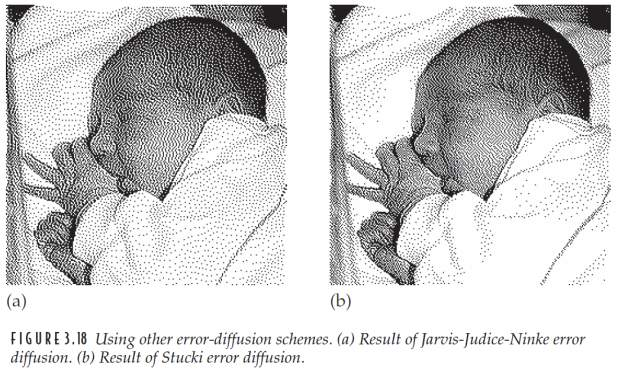 (a)
(b)
FIGURE 3.18 Using other error-diffusion schemes. (a) Result of Jarvis-Judice-Ninke error
diffusion. (b) Result of Stucki error diffusion.